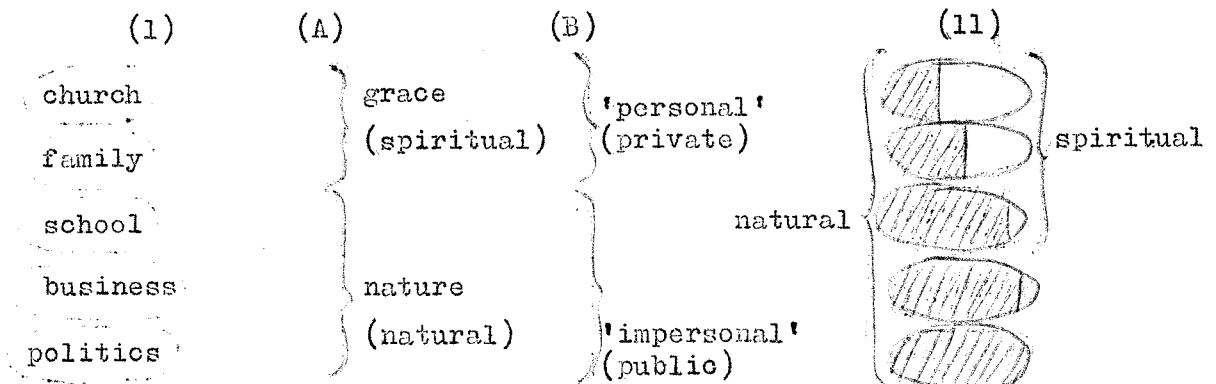 (1) (A) (B) (11)
church grace 'personal'
(spiritual) (private) spiritual
family
school natural
business nature
(natural) 'impersonal'
politics (public)